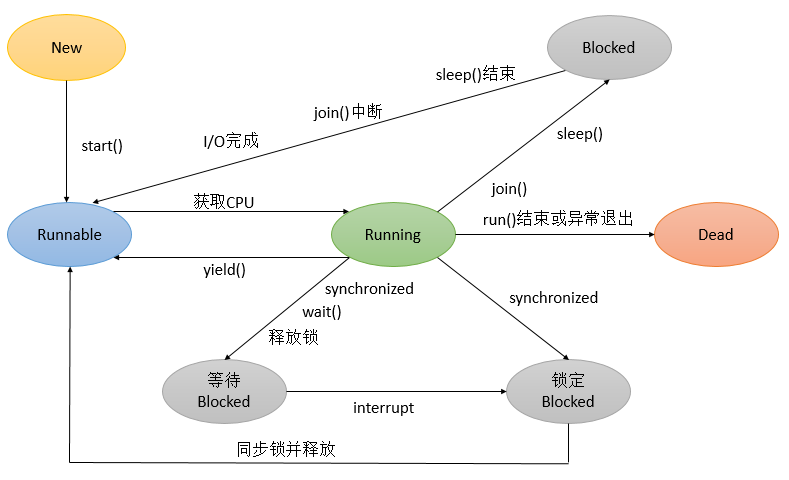 New
Blocked
sleep()结束
join()中断
I/O完成
sleep()
start()
join()
获取CPU
Runnable
Running
run()结束或异常退出
Dead
yield()
synchronized
wait()
释放锁
synchronized
等待
Blocked
interrupt
锁定
Blocked
同步锁并释放